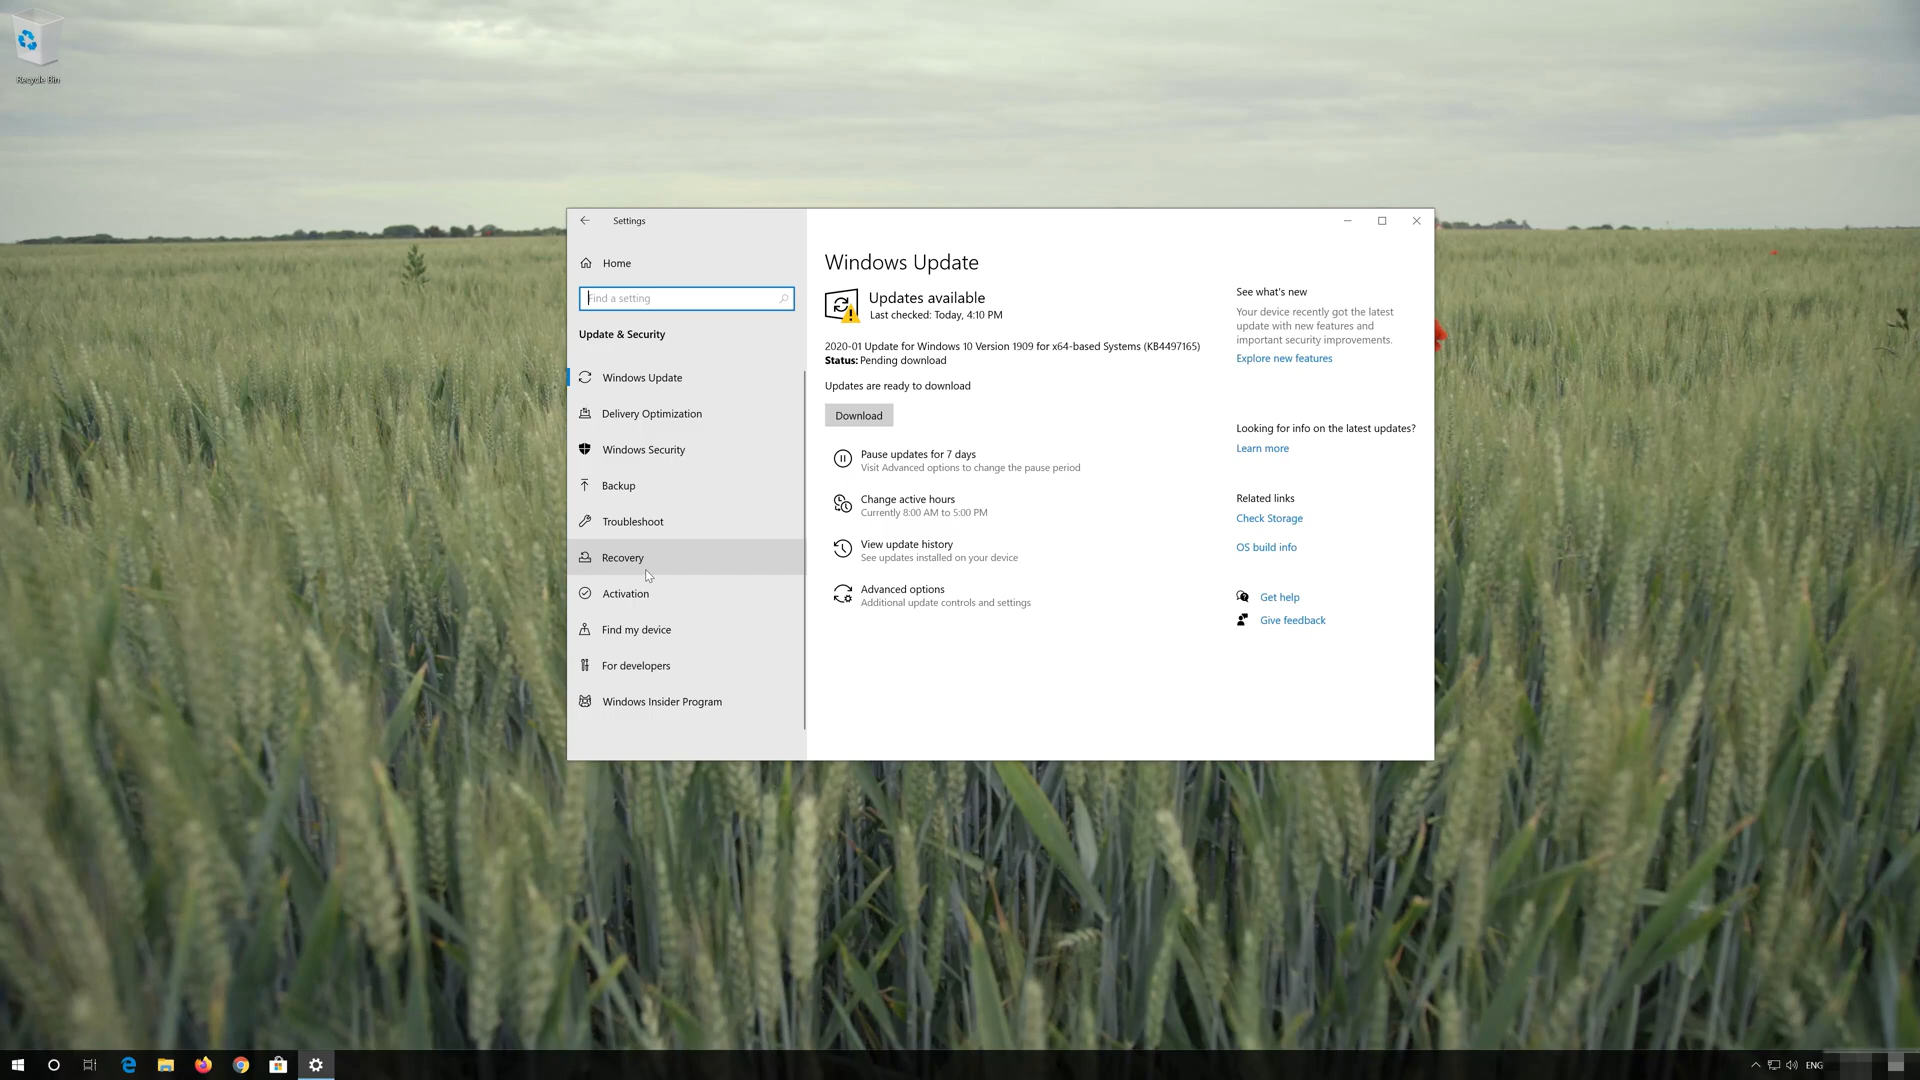 Recycle Bin
Settings
Home
Find a setting
Update & Security
Windows Update
Delivery Optimization
Windows Security
Backup
Troubleshoot
Recovery
Activation
Find my device
For developers
Windows Insider Program
Windows Update
Updates available
Last checked: Today, 4:10 PM
2020-01 Update for Windows 10 Version 1909 for x64-based Systems (KB4497165)
Status: Pending download
Updates are ready to download
Download
Pause updates for 7 days
Visit Advanced options to change the pause period
Change active hours
Currently 8:00 AM to 5:00 PM
View update history
See updates installed on your device
Advanced options
Additional update controls and settings
See what's new
Your device recently got the latest
update with new features and
important security improvements.
Explore new features
Looking for info on the latest updates?
Learn more
Related links
Check Storage
OS build info
Get help
Give feedback
ENG